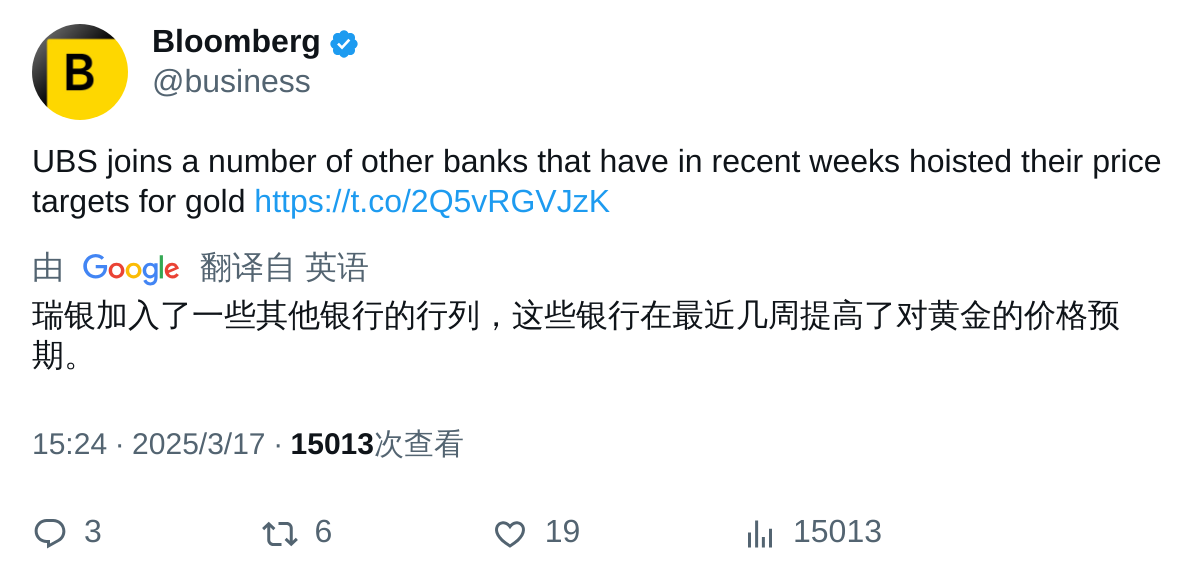 B
Bloomberg
@business
UBS joins a number of other banks that have in recent weeks hoisted their price
targets for gold https://t.co/2Q5vRGVJzK
由 Google 翻译自 英语
瑞银加入了一些其他银行的行列，这些银行在最近几周提高了对黄金的价格预
期。
15:24 · 2025/3/17 · 15013次查看
3 6 19 15013